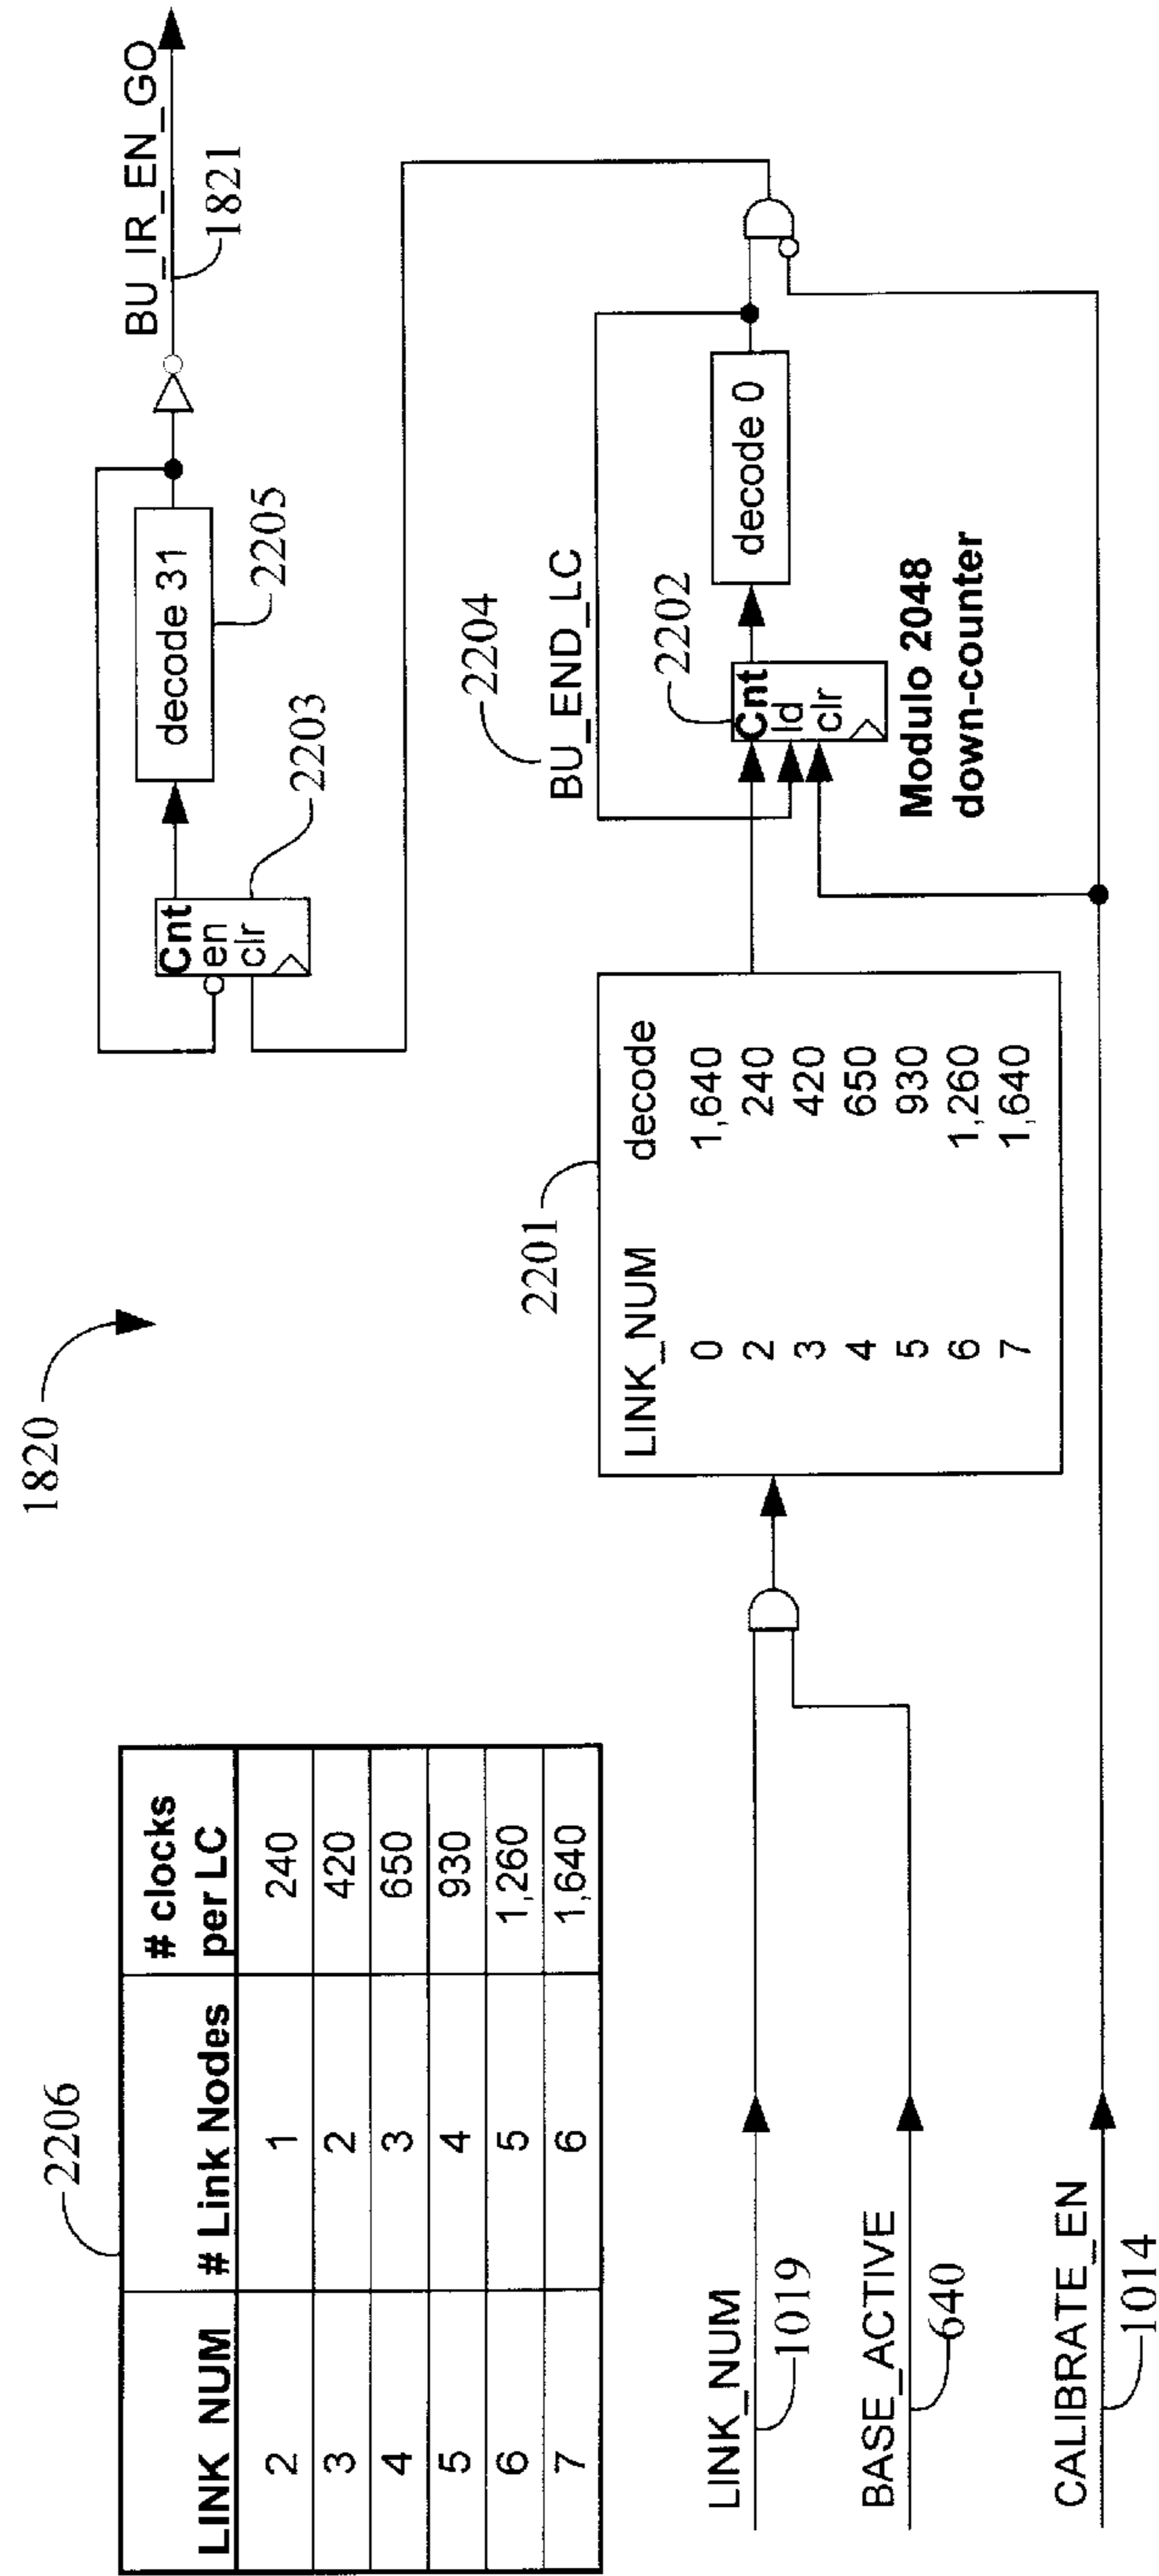 1820
2206
LINK NUM # Link Nodes # clocks per LC
2 1 240
3 2 420
4 3 650
5 4 930
6 5 1,260
7 6 1,640
BU_IR_EN_GO
1821
decode 31
2205
Cnt
en
clr
2203
2204
BU_END_LC
2202
Cnt
ld
clr
decode 0
Modulo 2048
down-counter
2201
LINK_NUM decode
0 1,640
2 240
3 420
4 650
5 930
6 1,260
7 1,640
LINK_NUM
1019
BASE_ACTIVE
640
CALIBRATE_EN
1014